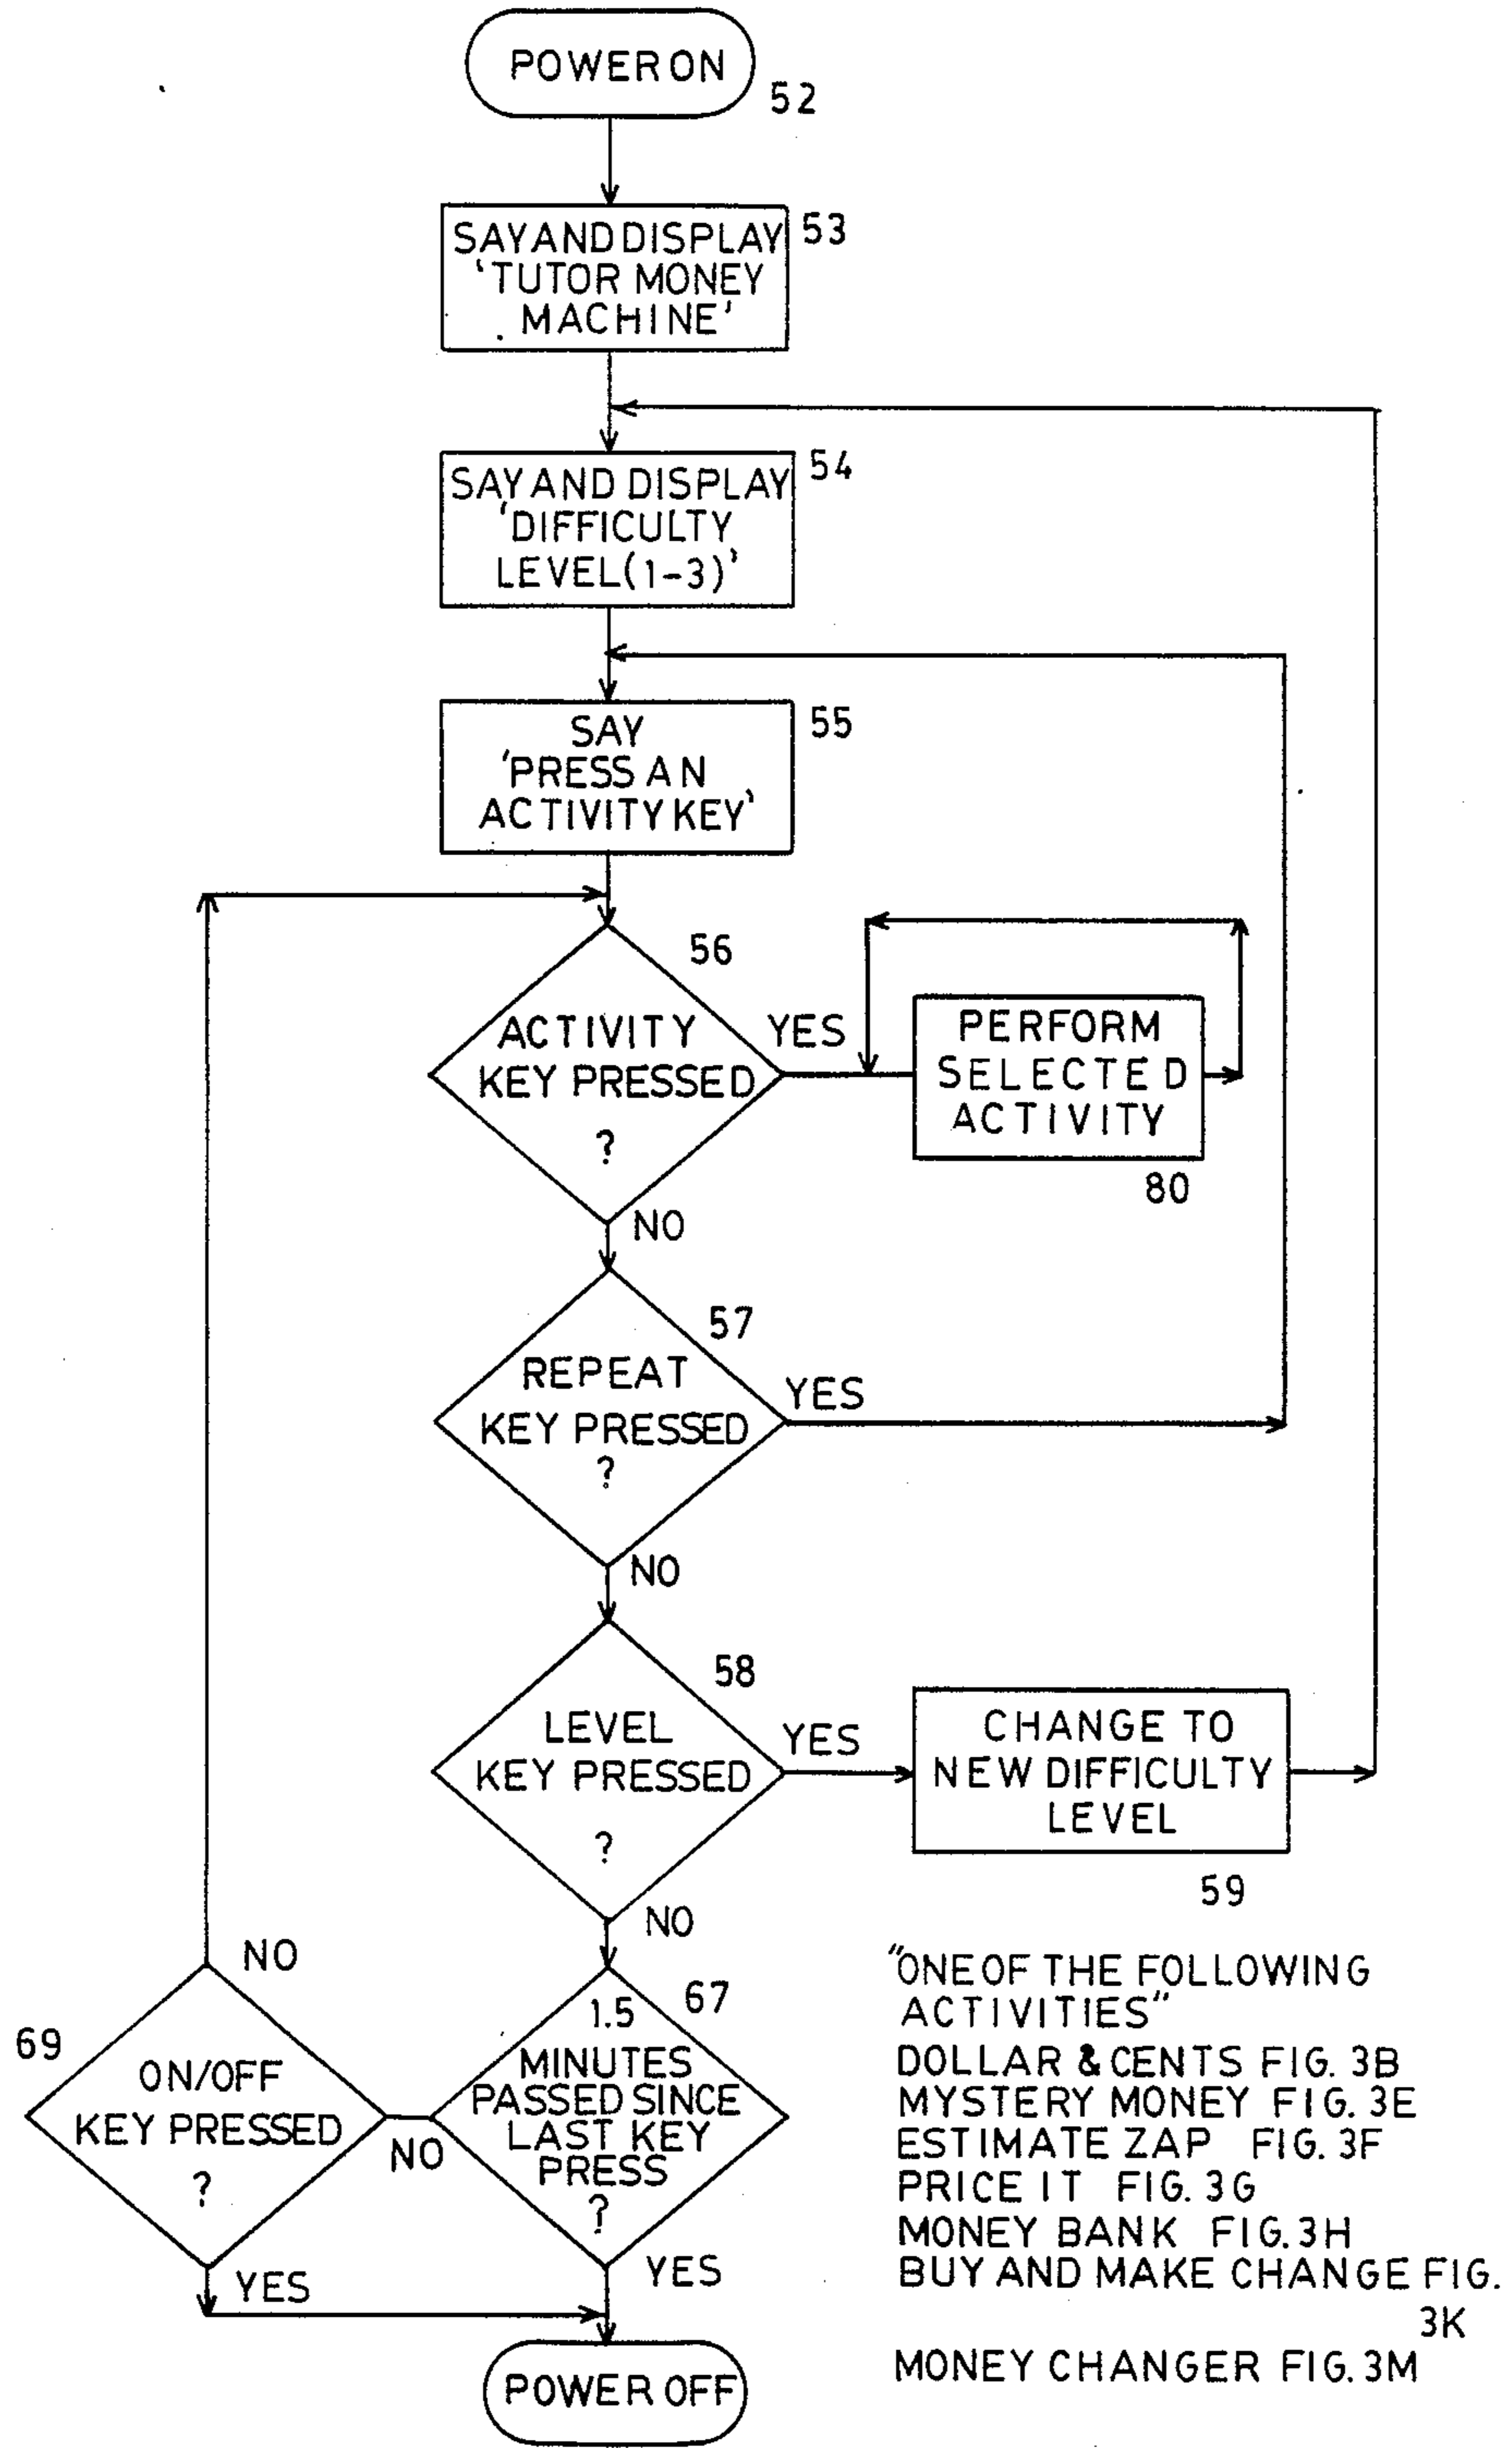 POWER ON
52
SAY AND DISPLAY
'TUTOR MONEY
MACHINE'
53
SAY AND DISPLAY
'DIFFICULTY
LEVEL(1-3)'
54
SAY
'PRESS AN
ACTIVITY KEY'
55
56
ACTIVITY
KEY PRESSED
?
YES
PERFORM
SELECTED
ACTIVITY
80
NO
57
REPEAT
KEY PRESSED
?
YES
NO
58
LEVEL
KEY PRESSED
?
YES
CHANGE TO
NEW DIFFICULTY
LEVEL
59
NO
67
1.5
MINUTES
PASSED SINCE
LAST KEY
PRESS
?
NO
YES
NO
69
ON/OFF
KEY PRESSED
?
YES
POWER OFF
"ONE OF THE FOLLOWING
ACTIVITIES"
DOLLAR & CENTS FIG. 3B
MYSTERY MONEY FIG. 3E
ESTIMATE ZAP FIG. 3F
PRICE IT FIG. 3G
MONEY BANK FIG. 3H
BUY AND MAKE CHANGE FIG.
3K
MONEY CHANGER FIG. 3M